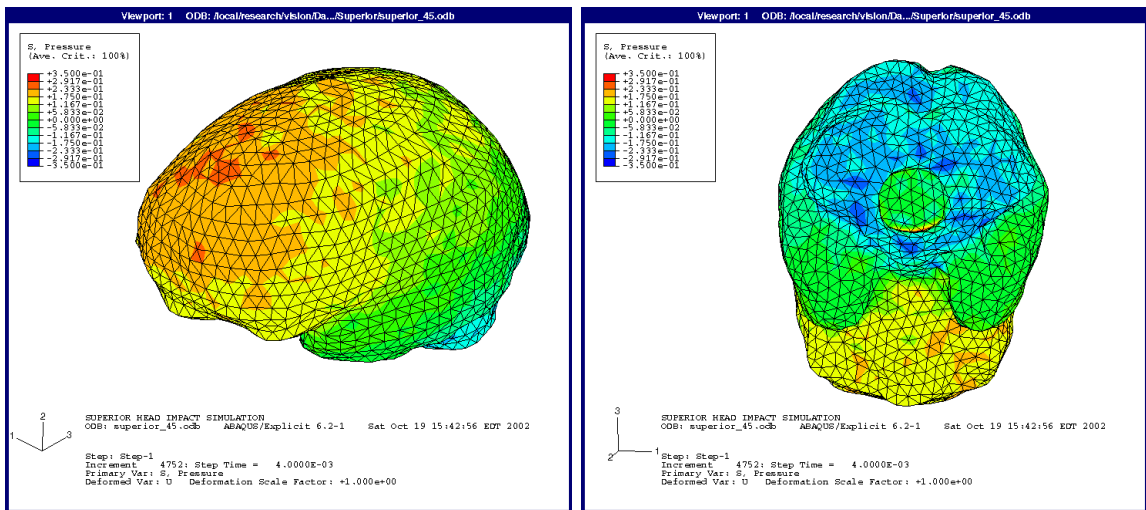 Viewport: 1 ODB: /local/research/vision/Da.../Superior/superior_45.odb
S, Pressure
(Ave. Crit.: 100%)
+3.500e-01
+2.917e-01
+2.333e-01
+1.750e-01
+1.167e-01
+5.833e-02
+0.000e+00
-5.833e-02
-1.167e-01
-1.750e-01
-2.333e-01
-2.917e-01
-3.500e-01
2
1
3
SUPERIOR HEAD IMPACT SIMULATION
ODB: superior_45.odb ABAQUS/Explicit 6.2-1 Sat Oct 19 15:42:56 EDT 2002
Step: Step-1
Increment 4752: Step Time = 4.0000E-03
Primary Var: S, Pressure
Deformed Var: U Deformation Scale Factor: +1.000e+00
Viewport: 1 ODB: /local/research/vision/Da.../Superior/superior_45.odb
S, Pressure
(Ave. Crit.: 100%)
+3.500e-01
+2.917e-01
+2.333e-01
+1.750e-01
+1.167e-01
+5.833e-02
+0.000e+00
-5.833e-02
-1.167e-01
-1.750e-01
-2.333e-01
-2.917e-01
-3.500e-01
3
2
1
SUPERIOR HEAD IMPACT SIMULATION
ODB: superior_45.odb ABAQUS/Explicit 6.2-1 Sat Oct 19 15:42:56 EDT 2002
Step: Step-1
Increment 4752: Step Time = 4.0000E-03
Primary Var: S, Pressure
Deformed Var: U Deformation Scale Factor: +1.000e+00